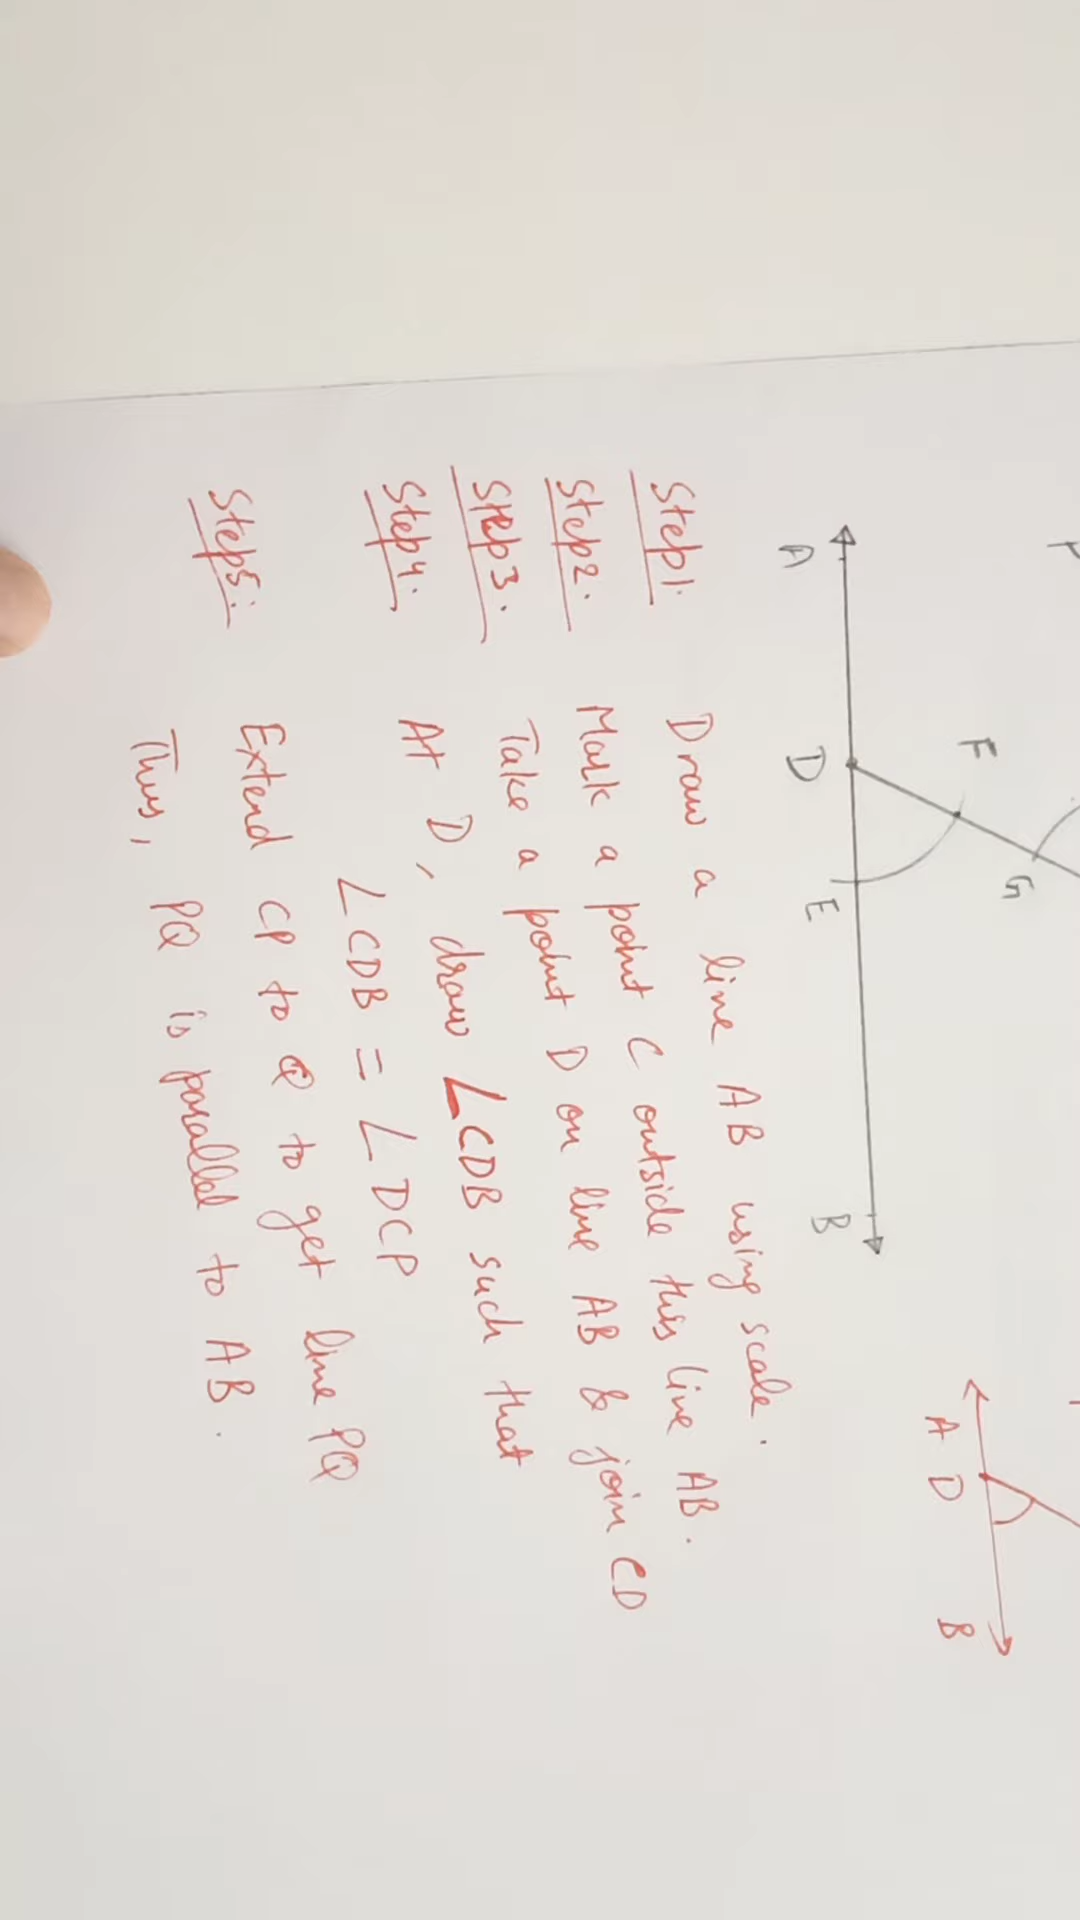 P
F
G
A D E B
A D B
Step1. Draw a line AB using scale.
Step2. Mark a point C outside this line AB.
Step3. Take a point D on line AB & join CD
Step4. At D, draw ∠CDB such that
∠CDB = ∠DCP
Step5: Extend CP to Q to get line PQ
Thus, PQ is parallel to AB.